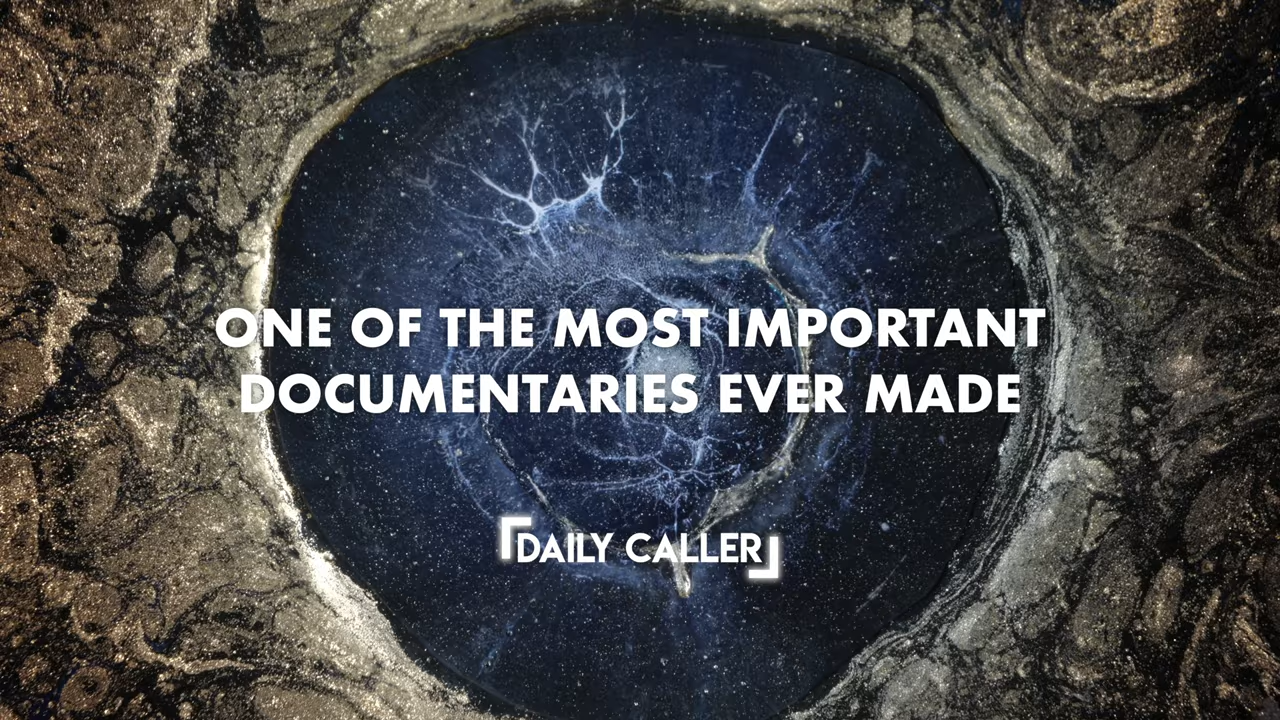 ONE OF THE MOST IMPORTANT
DOCUMENTARIES EVER MADE
DAILY CALLER